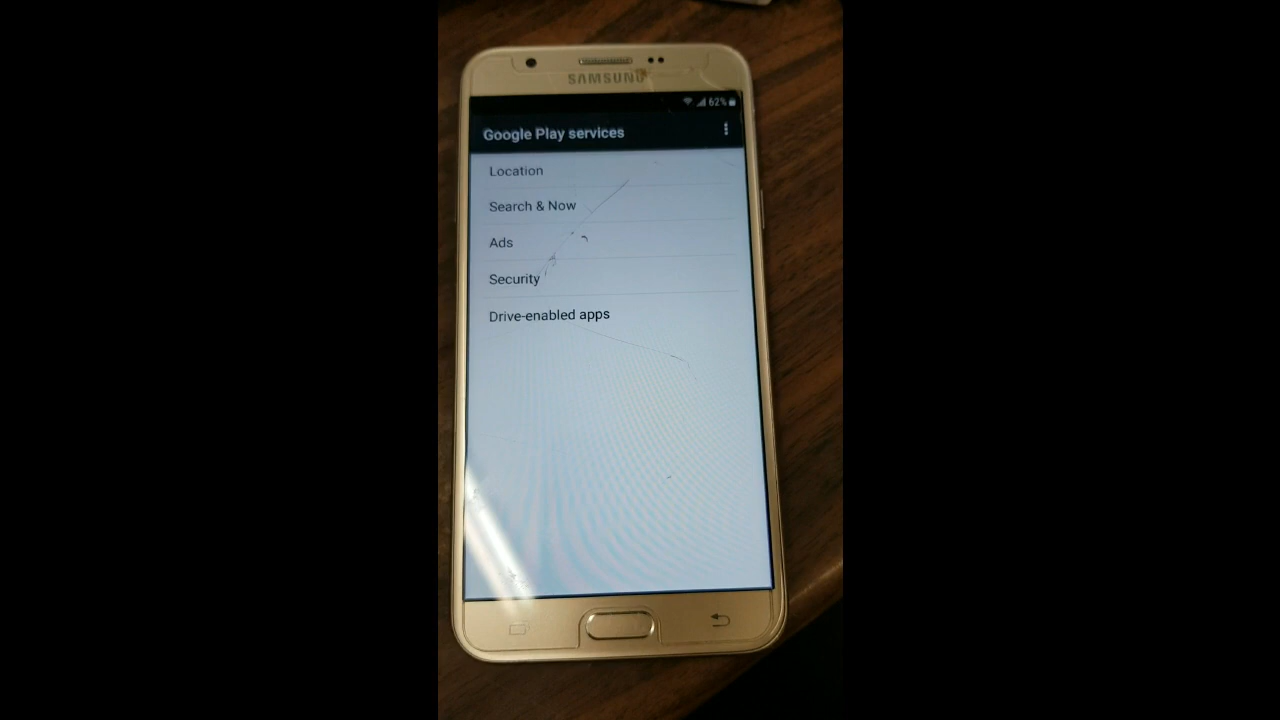 SAMSUNG
62%
Google Play services
Location
Search & Now
Ads
Security
Drive-enabled apps